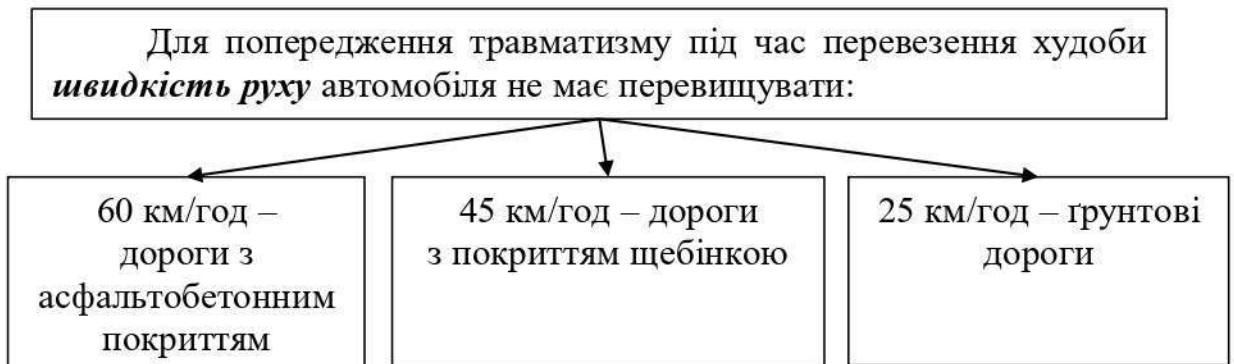 Для попередження травматизму під час перевезення худоби
швидкість руху автомобіля не має перевищувати:
60 км/год –
дороги з
асфальтобетонним
покриттям
45 км/год – дороги
з покриттям щебінкою
25 км/год – ґрунтові
дороги